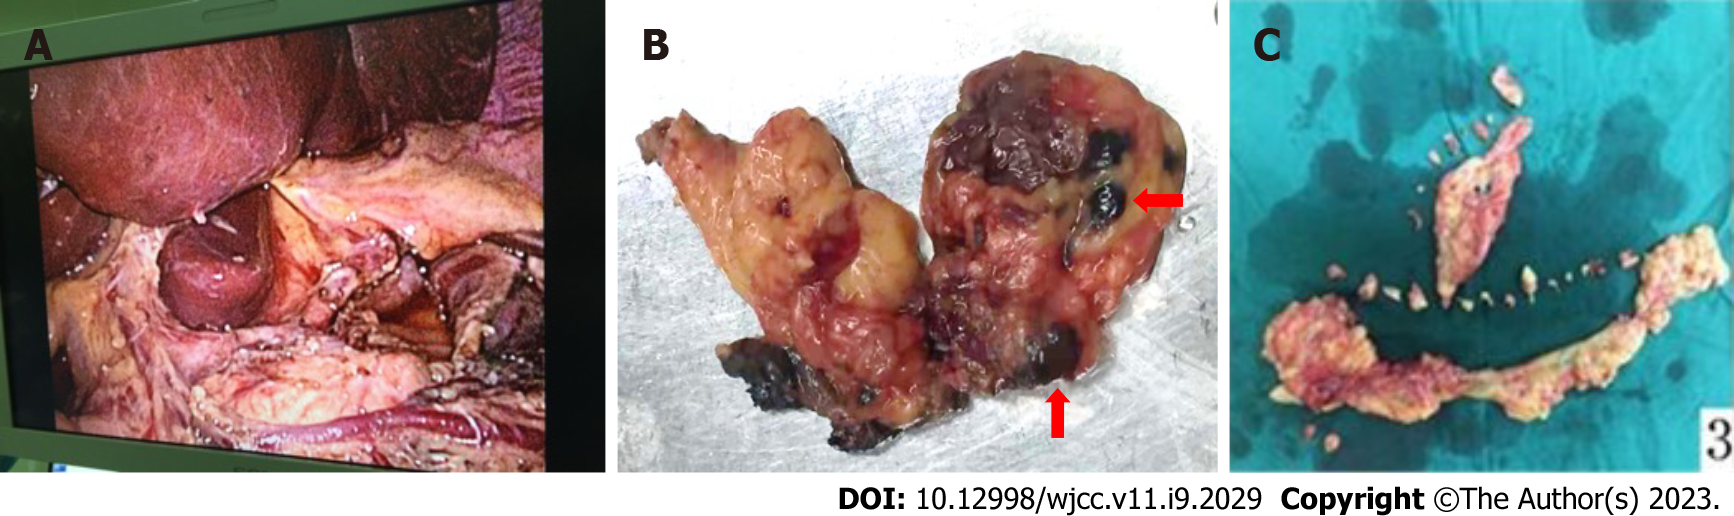 A
B
C
3
DOI: 10.12998/wjcc.v11.i9.2029 Copyright ©The Author(s) 2023.